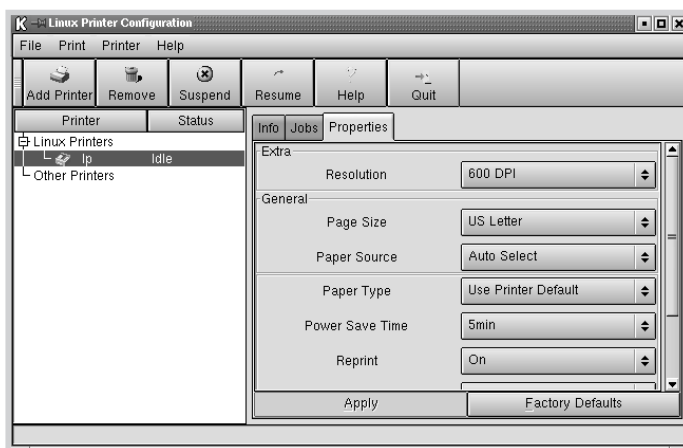 Linux Printer Configuration
File Print Printer Help
Add Printer Remove Suspend Resume Help Quit
Printer Status
Linux Printers
lp Idle
Other Printers
Info Jobs Properties
Extra
Resolution 600 DPI
General
Page Size US Letter
Paper Source Auto Select
Paper Type Use Printer Default
Power Save Time 5min
Reprint On
Apply Factory Defaults